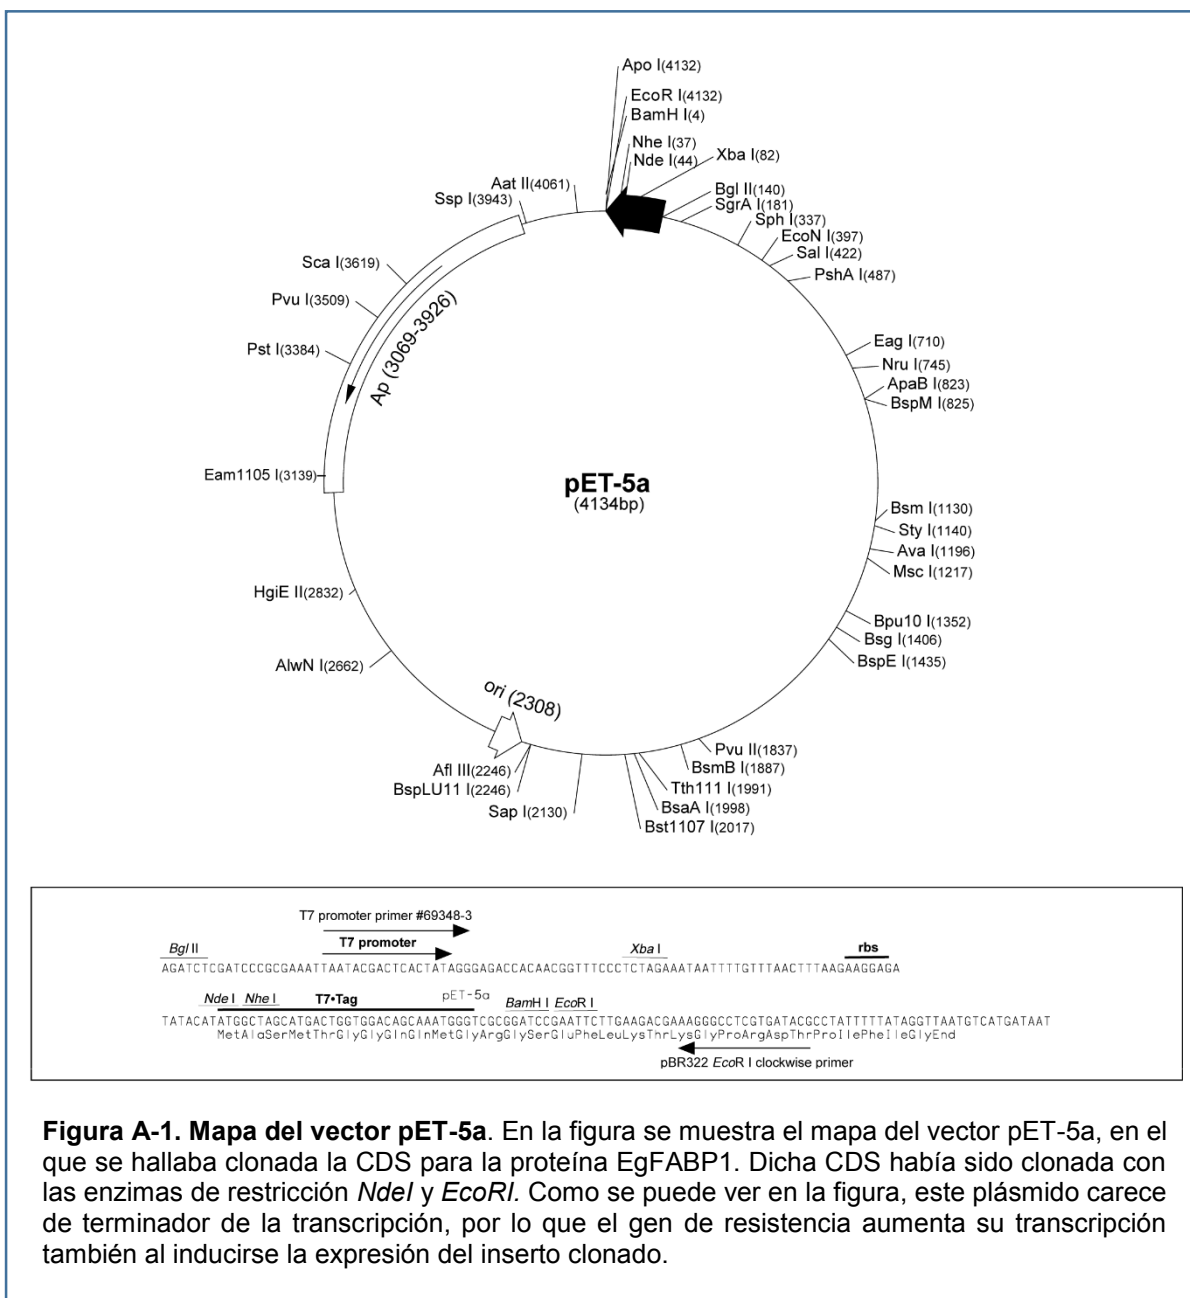 Apo I(4132)
EcoR I(4132)
BamH I(4)
Nhe I(37)
Nde I(44)
Xba I(82)
Aat II(4061)
Ssp I(3943)
Bgl II(140)
SgrA I(181)
Sph I(337)
EcoN I(397)
Sal I(422)
PshA I(487)
Sca I(3619)
Pvu I(3509)
Pst I(3384)
Ap (3069-3926)
Eag I(710)
Nru I(745)
ApaB I(823)
BspM I(825)
Eam1105 I(3139)
pET-5a
(4134bp)
Bsm I(1130)
Sty I(1140)
Ava I(1196)
Msc I(1217)
HgiE II(2832)
Bpu10 I(1352)
Bsg I(1406)
BspE I(1435)
AlwN I(2662)
ori (2308)
Pvu II(1837)
BsmB I(1887)
Tth111 I(1991)
BsaA I(1998)
Bst1107 I(2017)
Afl III(2246)
BspLU11 I(2246)
Sap I(2130)
T7 promoter primer #69348-3
Bgl II T7 promoter Xba I rbs
AGATCTCGATCCCGCGAAATTAATACGACTCACTATAGGGAGACCACAACGGTTTCCCTCTAGAAATAATTTTGTTTAACTTTAAGAAGGAGA
Nde I Nhe I T7•Tag pET-5a BamH I EcoR I
TATACATATGGCTAGCATGACTGGTGGACAGCAAATGGGTCGCGGATCCGAATTCTTGAAGACGAAAGGGCCTCGTGATACGCCTATTTTTATAGGTTAATGTCATGATAAT
MetAlaSerMetThrGlyGlyGlnGlnMetGlyArgGlySerGluPheLeuLysThrLysGlyProArgAspThrProIlePheIleGlyEnd
pBR322 EcoR I clockwise primer
Figura A-1. Mapa del vector pET-5a. En la figura se muestra el mapa del vector pET-5a, en el
que se hallaba clonada la CDS para la proteína EgFABP1. Dicha CDS había sido clonada con
las enzimas de restricción NdeI y EcoRI. Como se puede ver en la figura, este plásmido carece
de terminador de la transcripción, por lo que el gen de resistencia aumenta su transcripción
también al inducirse la expresión del inserto clonado.